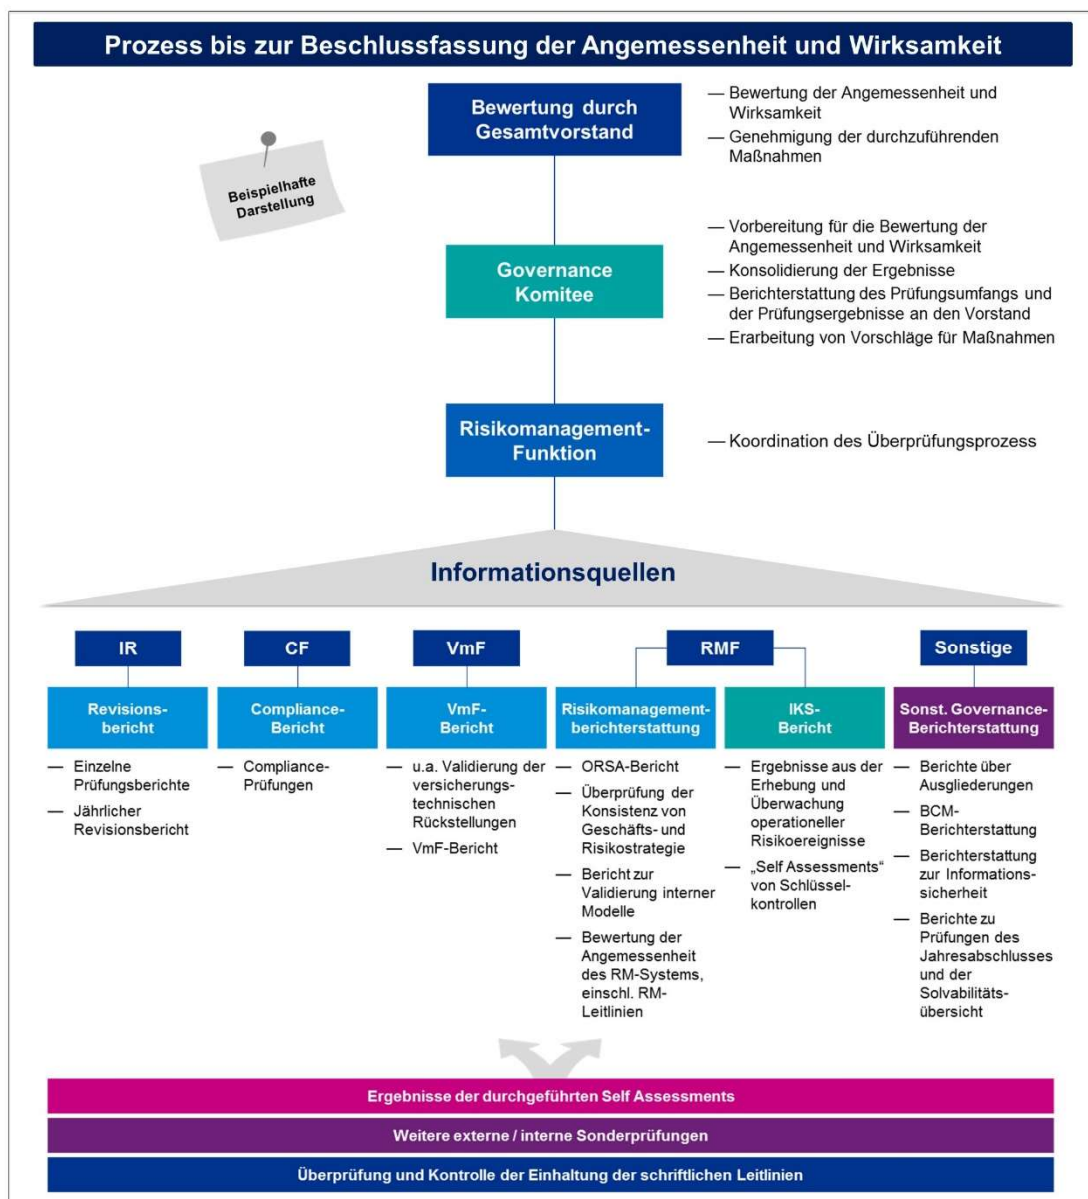 Prozess bis zur Beschlussfassung der Angemessenheit und Wirksamkeit
Bewertung durch
Gesamtvorstand
— Bewertung der Angemessenheit und
Wirksamkeit
— Genehmigung der durchzuführenden
Maßnahmen
Beispielhafte
Darstellung
Governance
Komitee
— Vorbereitung für die Bewertung der
Angemessenheit und Wirksamkeit
— Konsolidierung der Ergebnisse
— Berichterstattung des Prüfungsumfangs und
der Prüfungsergebnisse an den Vorstand
— Erarbeitung von Vorschläge für Maßnahmen
Risikomanagement-
Funktion
— Koordination des Überprüfungsprozess
Informationsquellen
IR
Revisions-
bericht
— Einzelne
Prüfungsberichte
— Jährlicher
Revisionsbericht
CF
Compliance-
Bericht
— Compliance-
Prüfungen
VmF
VmF-
Bericht
— u.a. Validierung der
versicherungs-
technischen
Rückstellungen
— VmF-Bericht
RMF
Risikomanagement-
berichterstattung
— ORSA-Bericht
— Überprüfung der
Konsistenz von
Geschäfts- und
Risikostrategie
— Bericht zur
Validierung interner
Modelle
— Bewertung der
Angemessenheit
des RM-Systems,
einschl. RM-
Leitlinien
IKS-
Bericht
— Ergebnisse aus der
Erhebung und
Überwachung
operationeller
Risikoereignisse
— „Self Assessments“
von Schlüssel-
kontrollen
Sonstige
Sonst. Governance-
Berichterstattung
— Berichte über
Ausgliederungen
— BCM-
Berichterstattung
— Berichterstattung
zur Informations-
sicherheit
— Berichte zu
Prüfungen des
Jahresabschlusses
und der
Solvabilitäts-
übersicht
Ergebnisse der durchgeführten Self Assessments
Weitere externe / interne Sonderprüfungen
Überprüfung und Kontrolle der Einhaltung der schriftlichen Leitlinien